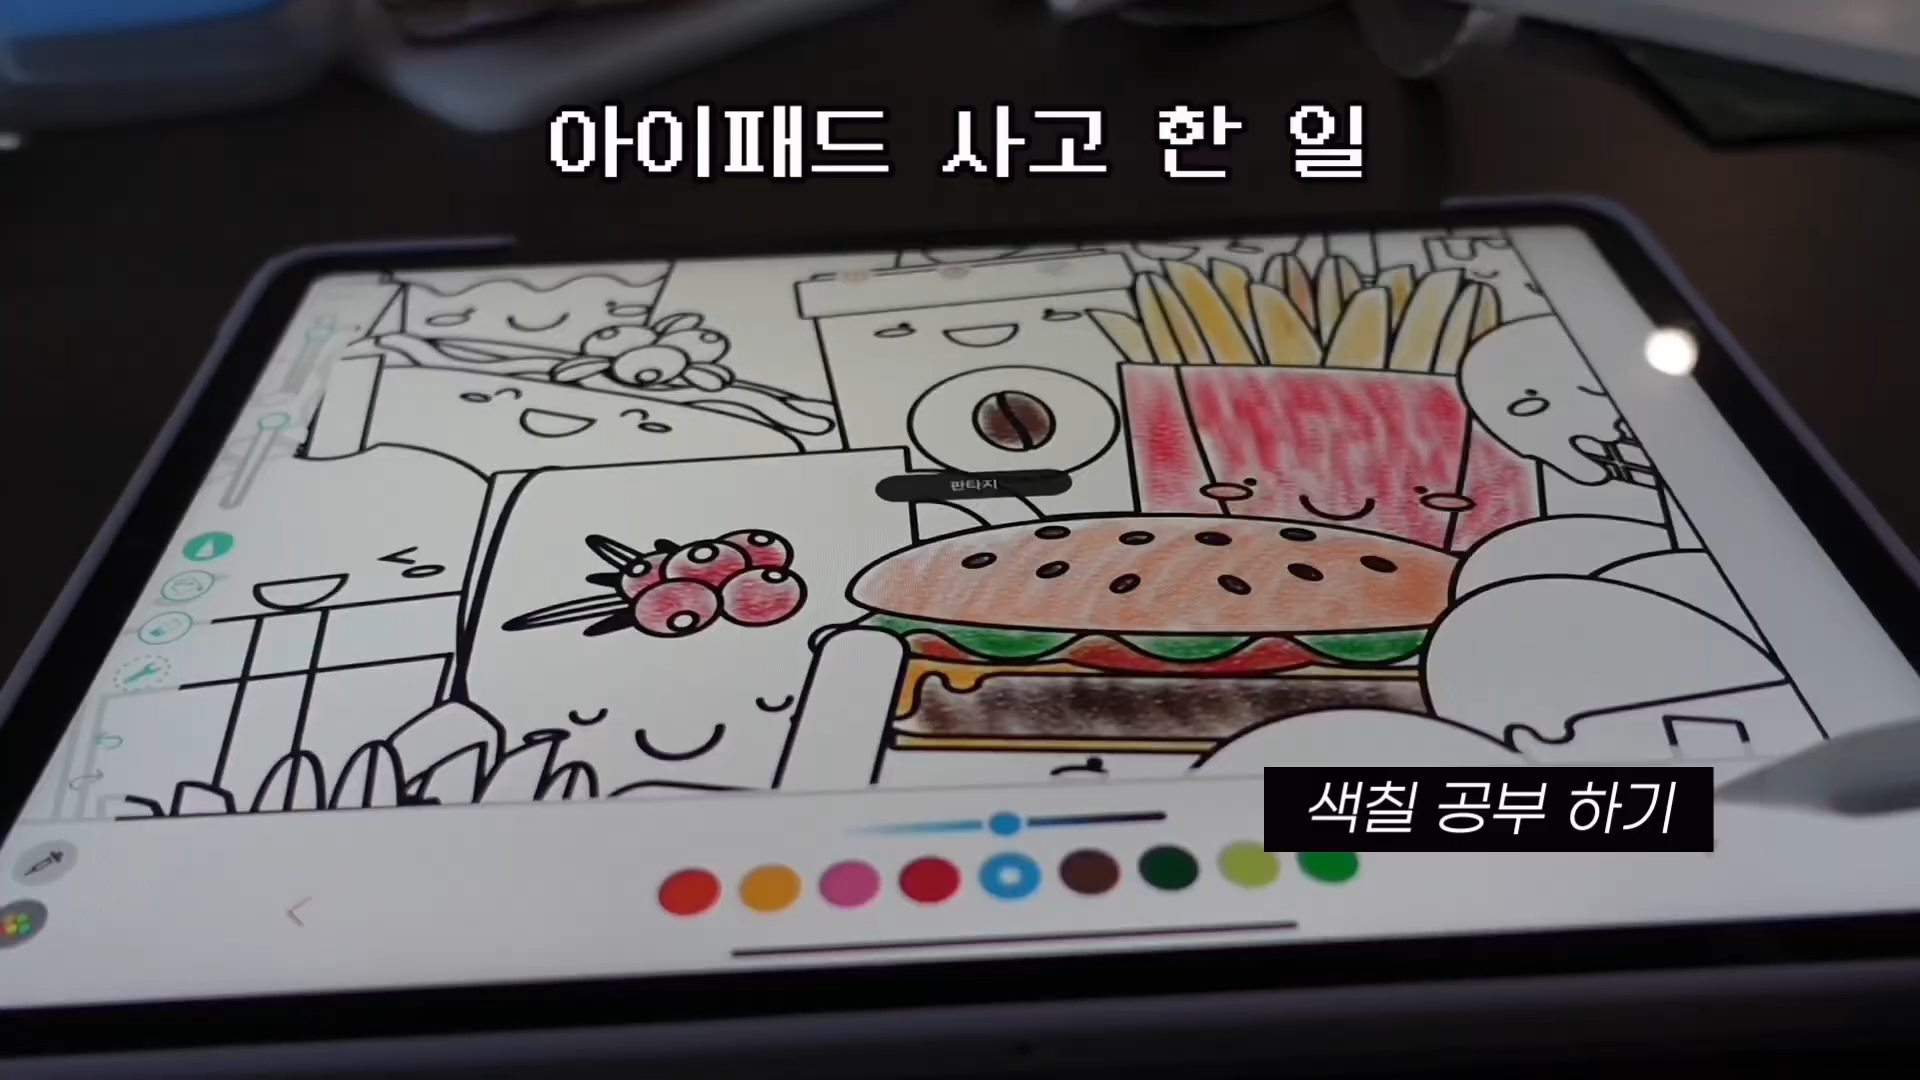 아이패드 사고 한 일
판타지
색칠 공부 하기